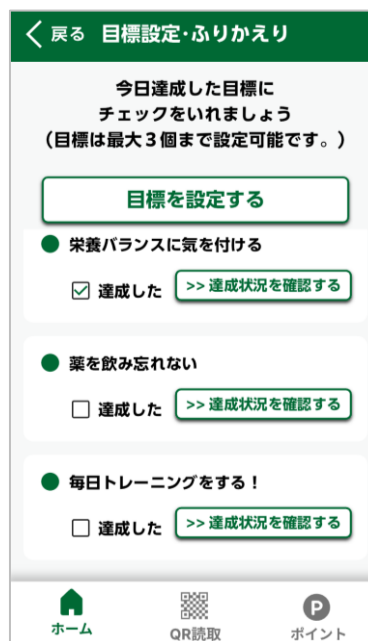 戻る 目標設定・ふりかえり
今日達成した目標に
チェックをいれましょう
（目標は最大３個まで設定可能です。）
目標を設定する
栄養バランスに気を付ける
達成した >> 達成状況を確認する
薬を飲み忘れない
達成した >> 達成状況を確認する
毎日トレーニングをする！
達成した >> 達成状況を確認する
P
ホーム QR読取 ポイント